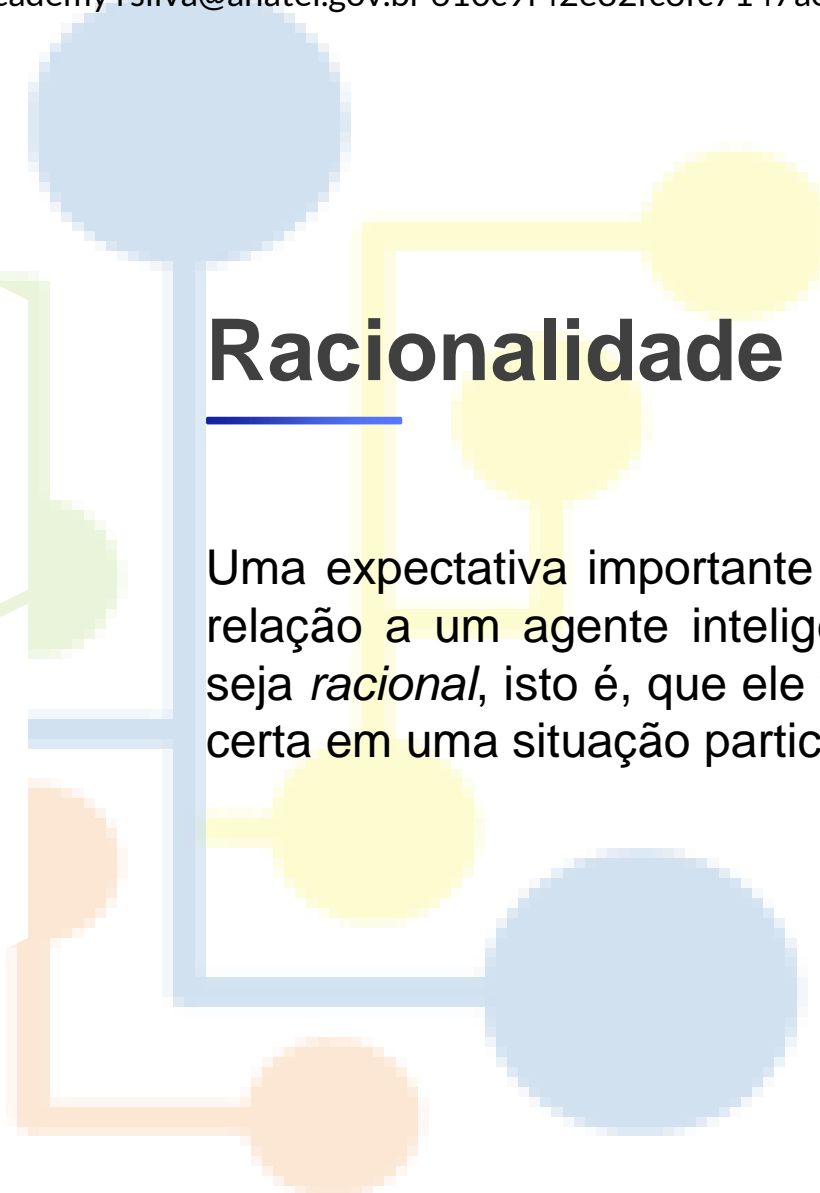 Racionalidade
Uma expectativa importante
relação a um agente
seja racional, isto é, que ele
certa em uma situação